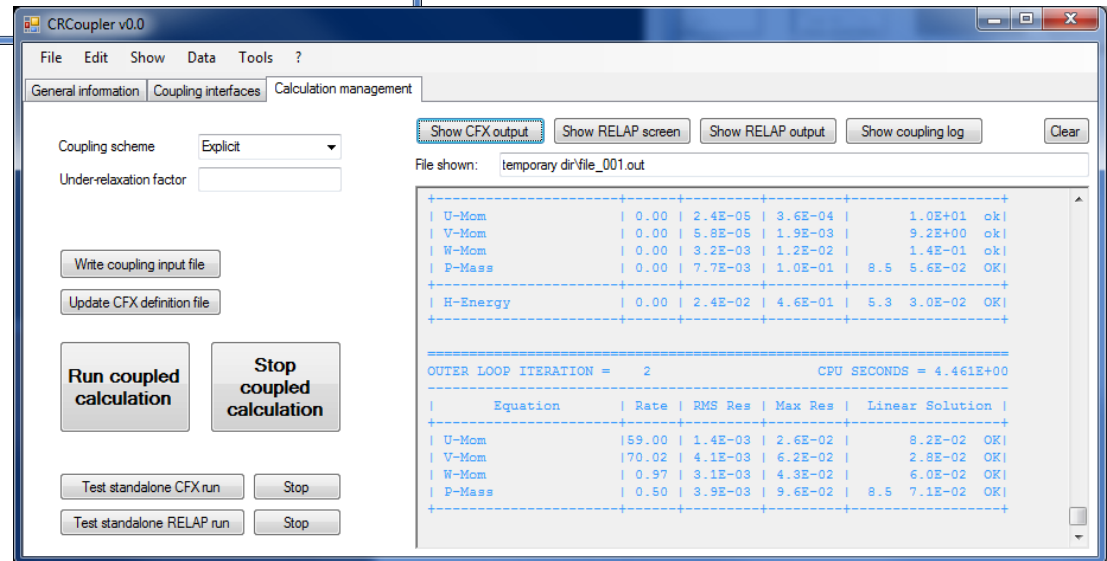 CRCoupler v0.0
File Edit Show Data Tools ?
General information Coupling interfaces Calculation management
Coupling scheme Explicit
Under-relaxation factor
Write coupling input file
Update CFX definition file
Run coupled
calculation
Stop
coupled
calculation
Test standalone CFX run Stop
Test standalone RELAP run Stop
Show CFX output Show RELAP screen Show RELAP output Show coupling log Clear
File shown: temporary dir\file_001.out
+----------------------+------+---------+---------+------------------+
| U-Mom                | 0.00 | 2.4E-05 | 3.6E-04 |       1.0E+01  ok|
| V-Mom                | 0.00 | 5.8E-05 | 1.9E-03 |       9.2E+00  ok|
| W-Mom                | 0.00 | 3.2E-03 | 1.2E-02 |       1.4E-01  ok|
| P-Mass               | 0.00 | 7.7E-03 | 1.0E-01 |  8.5  5.6E-02  OK|
+----------------------+------+---------+---------+------------------+
| H-Energy             | 0.00 | 2.4E-02 | 4.6E-01 |  5.3  3.0E-02  OK|
+----------------------+------+---------+---------+------------------+
======================================================================
OUTER LOOP ITERATION =    2                    CPU SECONDS = 4.461E+00
----------------------------------------------------------------------
|       Equation       | Rate | RMS Res | Max Res |  Linear Solution |
+----------------------+------+---------+---------+------------------+
| U-Mom                |59.00 | 1.4E-03 | 2.6E-02 |       8.2E-02  OK|
| V-Mom                |70.02 | 4.1E-03 | 6.2E-02 |       2.8E-02  OK|
| W-Mom                | 0.97 | 3.1E-03 | 4.3E-02 |       6.0E-02  OK|
| P-Mass               | 0.50 | 3.9E-03 | 9.6E-02 |  8.5  7.1E-02  OK|
+----------------------+------+---------+---------+------------------+